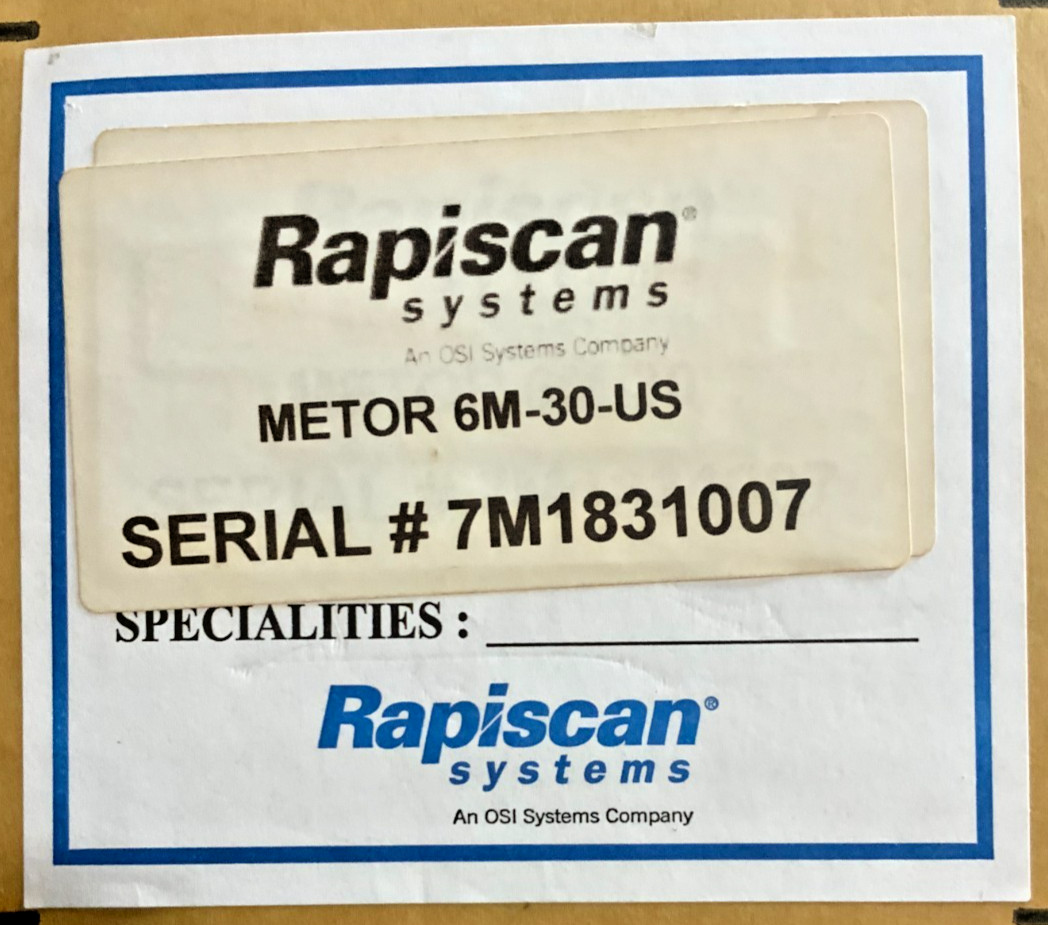 Rapiscan®
systems
An OSI Systems Company
METOR 6M-30-US
SERIAL # 7M1831007
SPECIALITIES : ____________________
Rapiscan®
systems
An OSI Systems Company